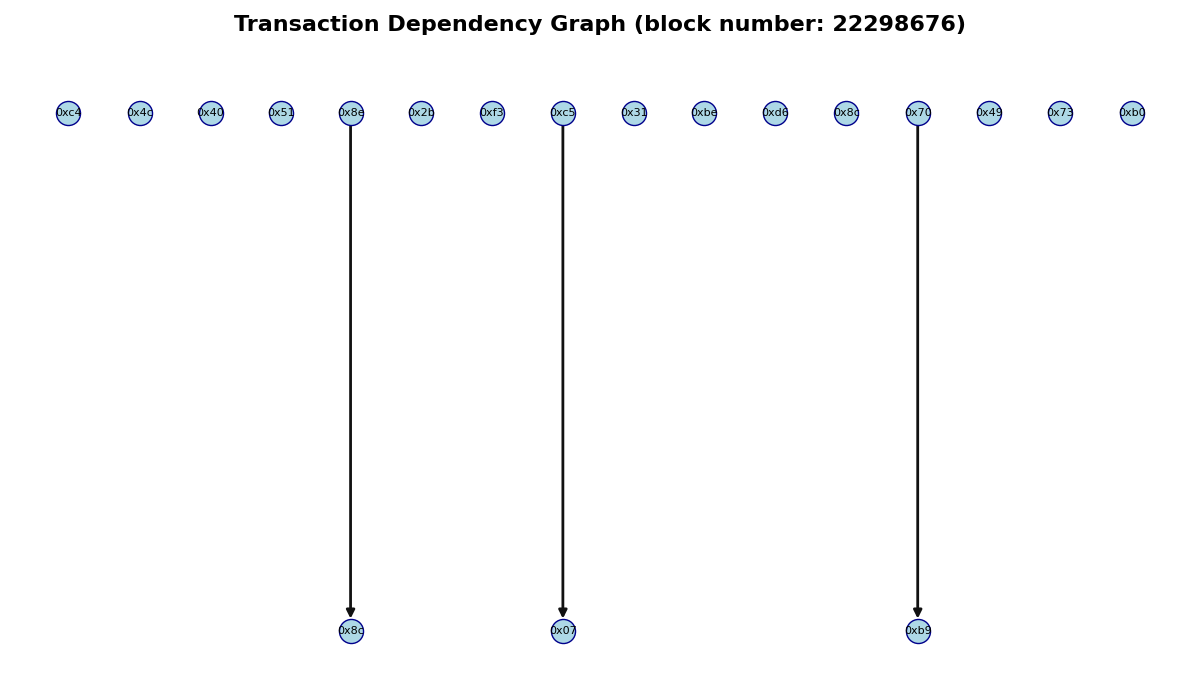 Transaction Dependency Graph (block number: 22298676)
0xc4 0x4c 0x40 0x51 0x8e 0x2b 0xf3 0xc5 0x31 0xbe 0xd6 0x8c 0x70 0x49 0x73 0xb0
0x8c 0x07 0xb9